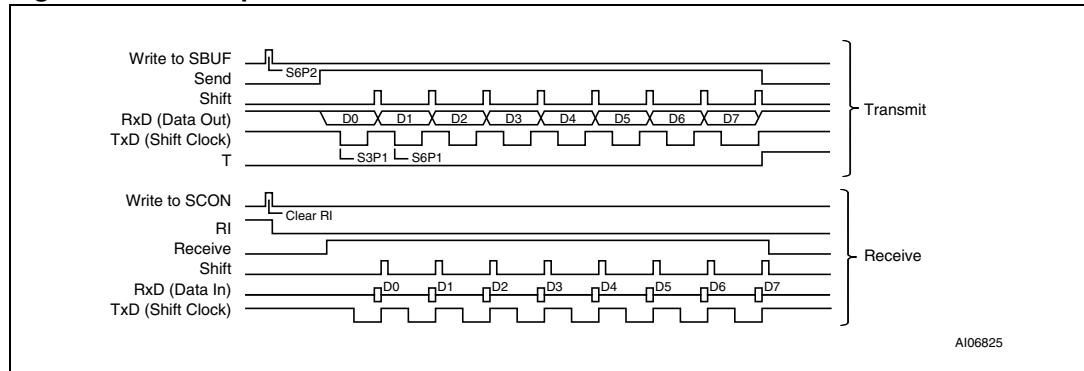 Write to SBUF
S6P2
Send
Shift
RxD (Data Out) D0 D1 D2 D3 D4 D5 D6 D7
TxD (Shift Clock)
S3P1 S6P1
T
Transmit
Write to SCON
Clear RI
RI
Receive
Shift
RxD (Data In) D0 D1 D2 D3 D4 D5 D6 D7
TxD (Shift Clock)
Receive
AI06825